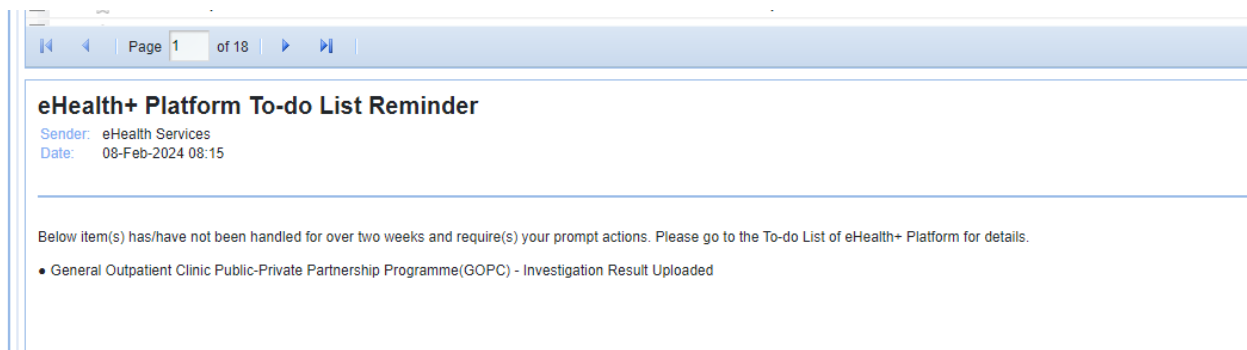 Page 1 of 18
eHealth+ Platform To-do List Reminder
Sender: eHealth Services
Date: 08-Feb-2024 08:15
Below item(s) has/have not been handled for over two weeks and require(s) your prompt actions. Please go to the To-do List of eHealth+ Platform for details.
● General Outpatient Clinic Public-Private Partnership Programme(GOPC) - Investigation Result Uploaded